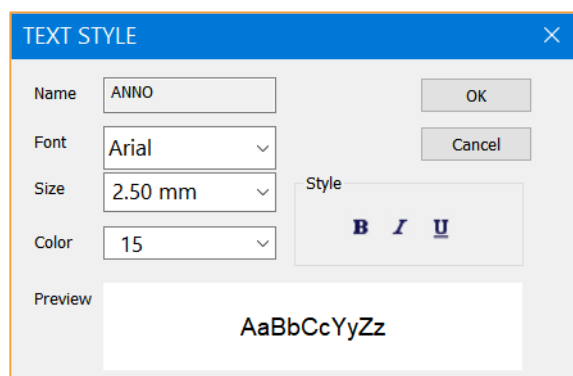 TEXT STYLE
Name ANNO OK
Font Arial Cancel
Size 2.50 mm Style
B I U
Color 15
Preview AaBbCcYyZz